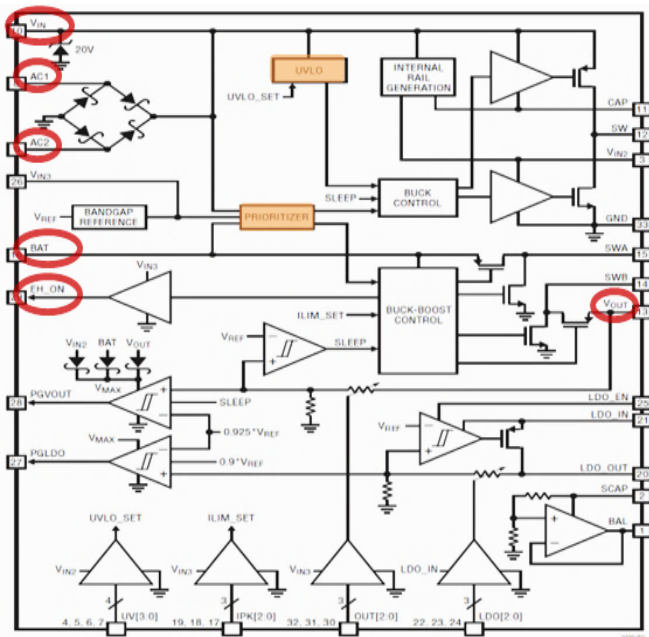 10
VIN
20V
AC1
AC2
26
VIN3
VREF
BANDGAP
REFERENCE
UVLO
UVLO_SET
INTERNAL
RAIL
GENERATION
CAP
11
SW
12
VIN2
3
SLEEP
BUCK
CONTROL
PRIORITIZER
GND
33
BAT
SWA
15
SWB
14
EH_ON
VIN3
VOUT
13
BUCK-BOOST
CONTROL
ILIM_SET
VREF
SLEEP
VIN2
BAT
VOUT
VMAX
PGVOUT
28
SLEEP
LDO_EN
25
LDO_IN
21
VREF
0.925*VREF
VMAX
PGLDO
27
0.9*VREF
LDO_OUT
20
SCAP
2
BAL
1
UVLO_SET
ILIM_SET
VIN2
VIN3
VIN3
LDO_IN
4
3
3
3
4, 5, 6, 7
UV[3:0]
19, 18, 17
IPK[2:0]
32, 31, 30
OUT[2:0]
22, 23, 24
LDO[2:0]